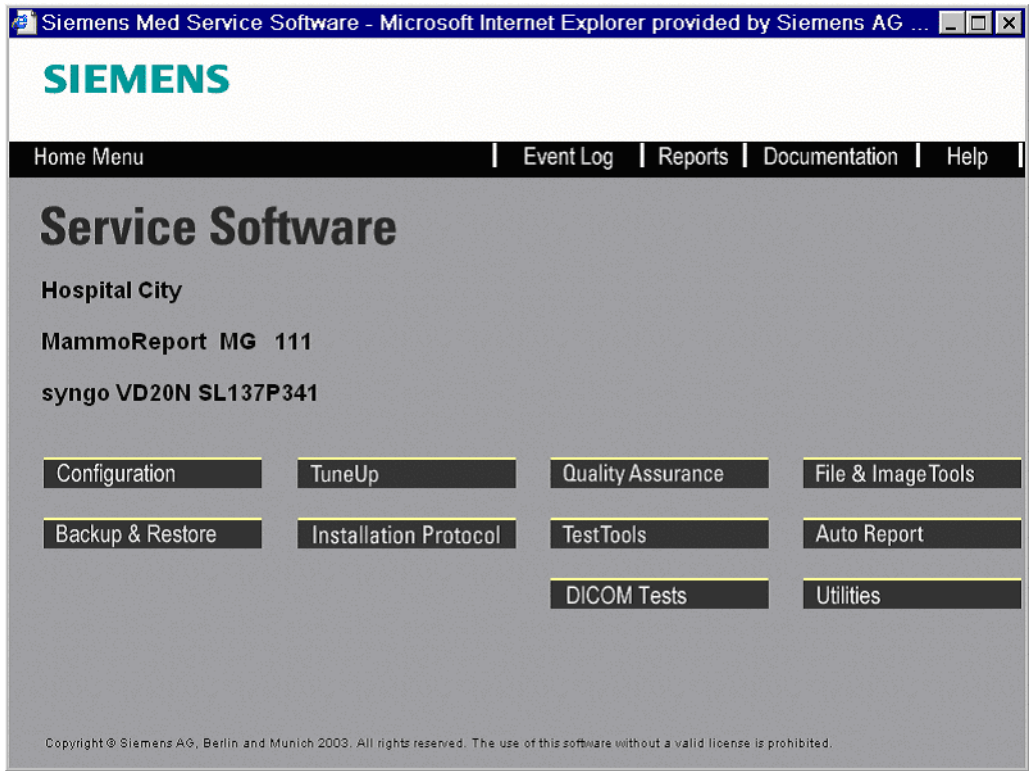 Siemens Med Service Software - Microsoft Internet Explorer provided by Siemens AG ...
SIEMENS
Home Menu | Event Log | Reports | Documentation | Help |
Service Software
Hospital City
MammoReport MG 111
syngo VD20N SL137P341
Configuration TuneUp Quality Assurance File & Image Tools
Backup & Restore Installation Protocol TestTools Auto Report
DICOM Tests Utilities
Copyright © Siemens AG, Berlin and Munich 2003. All rights reserved. The use of this software without a valid license is prohibited.